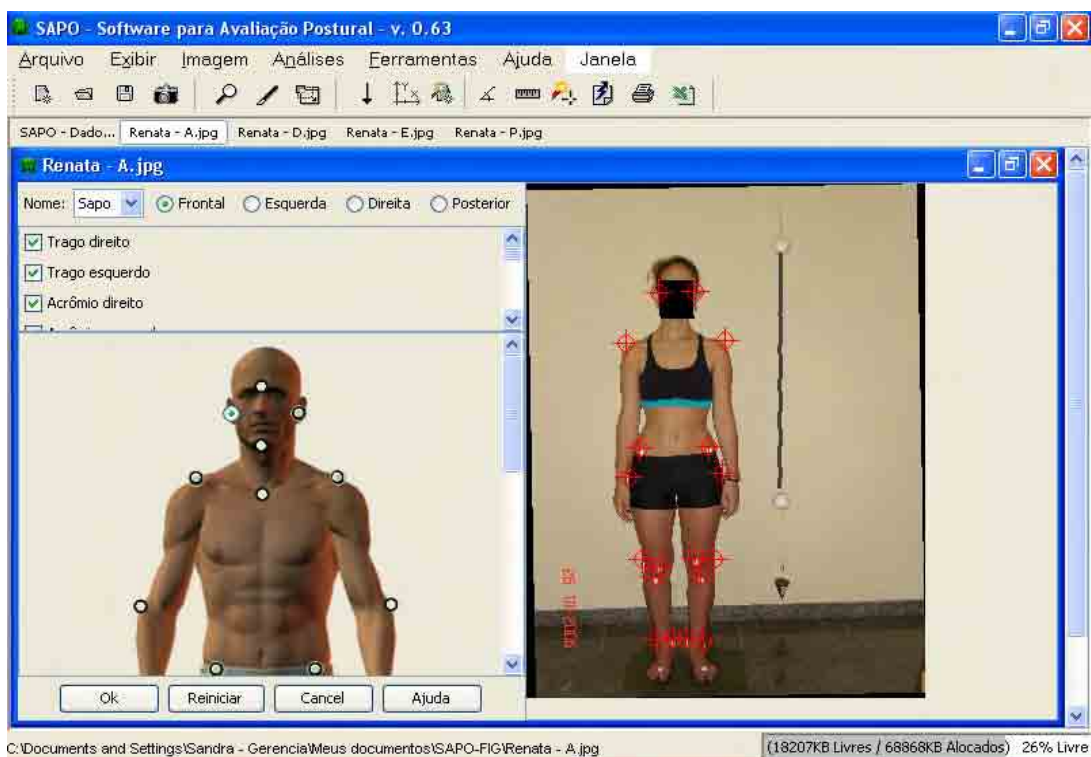 SAPO - Software para Avaliação Postural - v. 0.63
Arquivo Exibir Imagem Análises Ferramentas Ajuda Janela
SAPO - Dado... Renata - A.jpg Renata - D.jpg Renata - E.jpg Renata - P.jpg
Renata - A.jpg
Nome: Sapo Frontal Esquerda Direita Posterior
Trago direito
Trago esquerdo
Acrômio direito
Ok Reiniciar Cancel Ajuda
C:\Documents and Settings\Sandra - Gerencia\Meus documentos\SAPO-FIG\Renata - A.jpg (18207KB Livres / 68868KB Alocados) 26% Livre